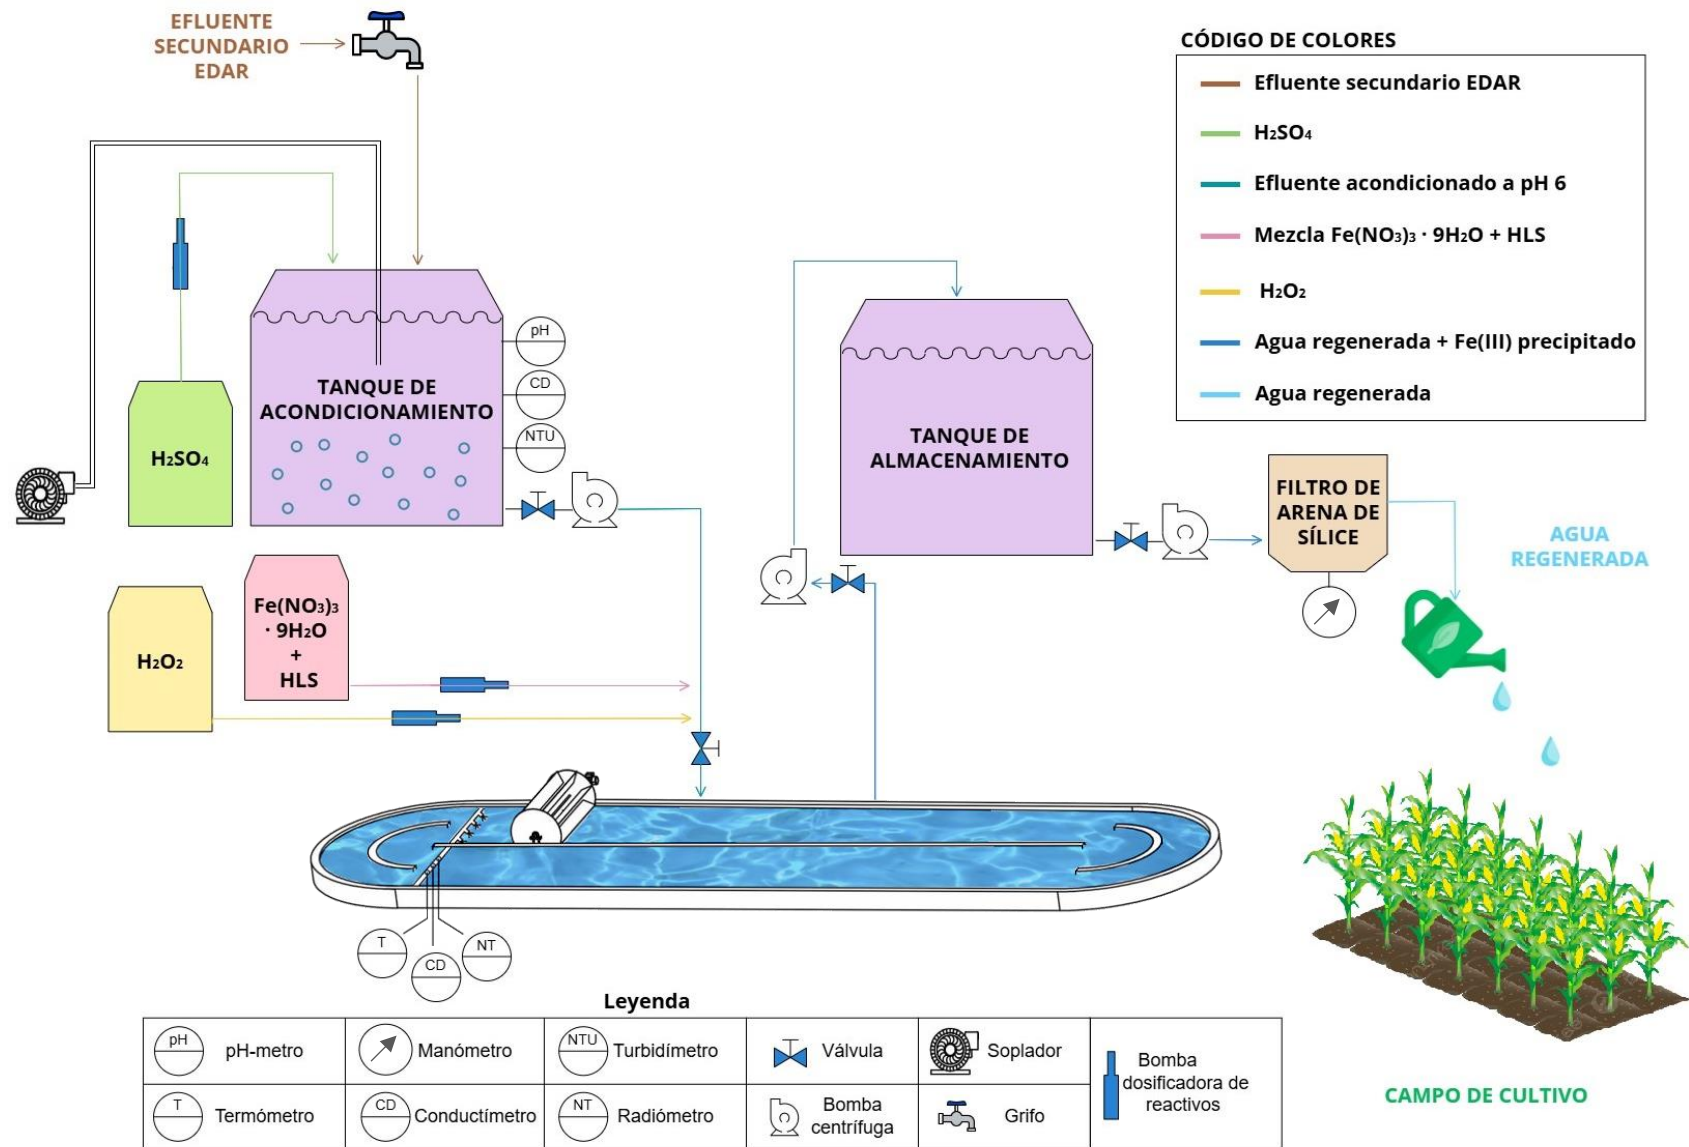 EFLUENTE
SECUNDARIO
EDAR
CÓDIGO DE COLORES
Efluente secundario EDAR
H₂SO₄
Efluente acondicionado a pH 6
Mezcla Fe(NO₃)₃ · 9H₂O + HLS
H₂O₂
Agua regenerada + Fe(III) precipitado
Agua regenerada
pH
CD
NTU
TANQUE DE
ACONDICIONAMIENTO
H₂SO₄
TANQUE DE
ALMACENAMIENTO
FILTRO DE
ARENA DE
SÍLICE
AGUA
REGENERADA
Fe(NO₃)₃
· 9H₂O
+
HLS
H₂O₂
T
CD
NT
CAMPO DE CULTIVO
Leyenda
pH
pH-metro
Manómetro
NTU
Turbidímetro
Válvula
Soplador
Bomba
dosificadora de
reactivos
T
Termómetro
CD
Conductímetro
NT
Radiómetro
Bomba
centrífuga
Grifo